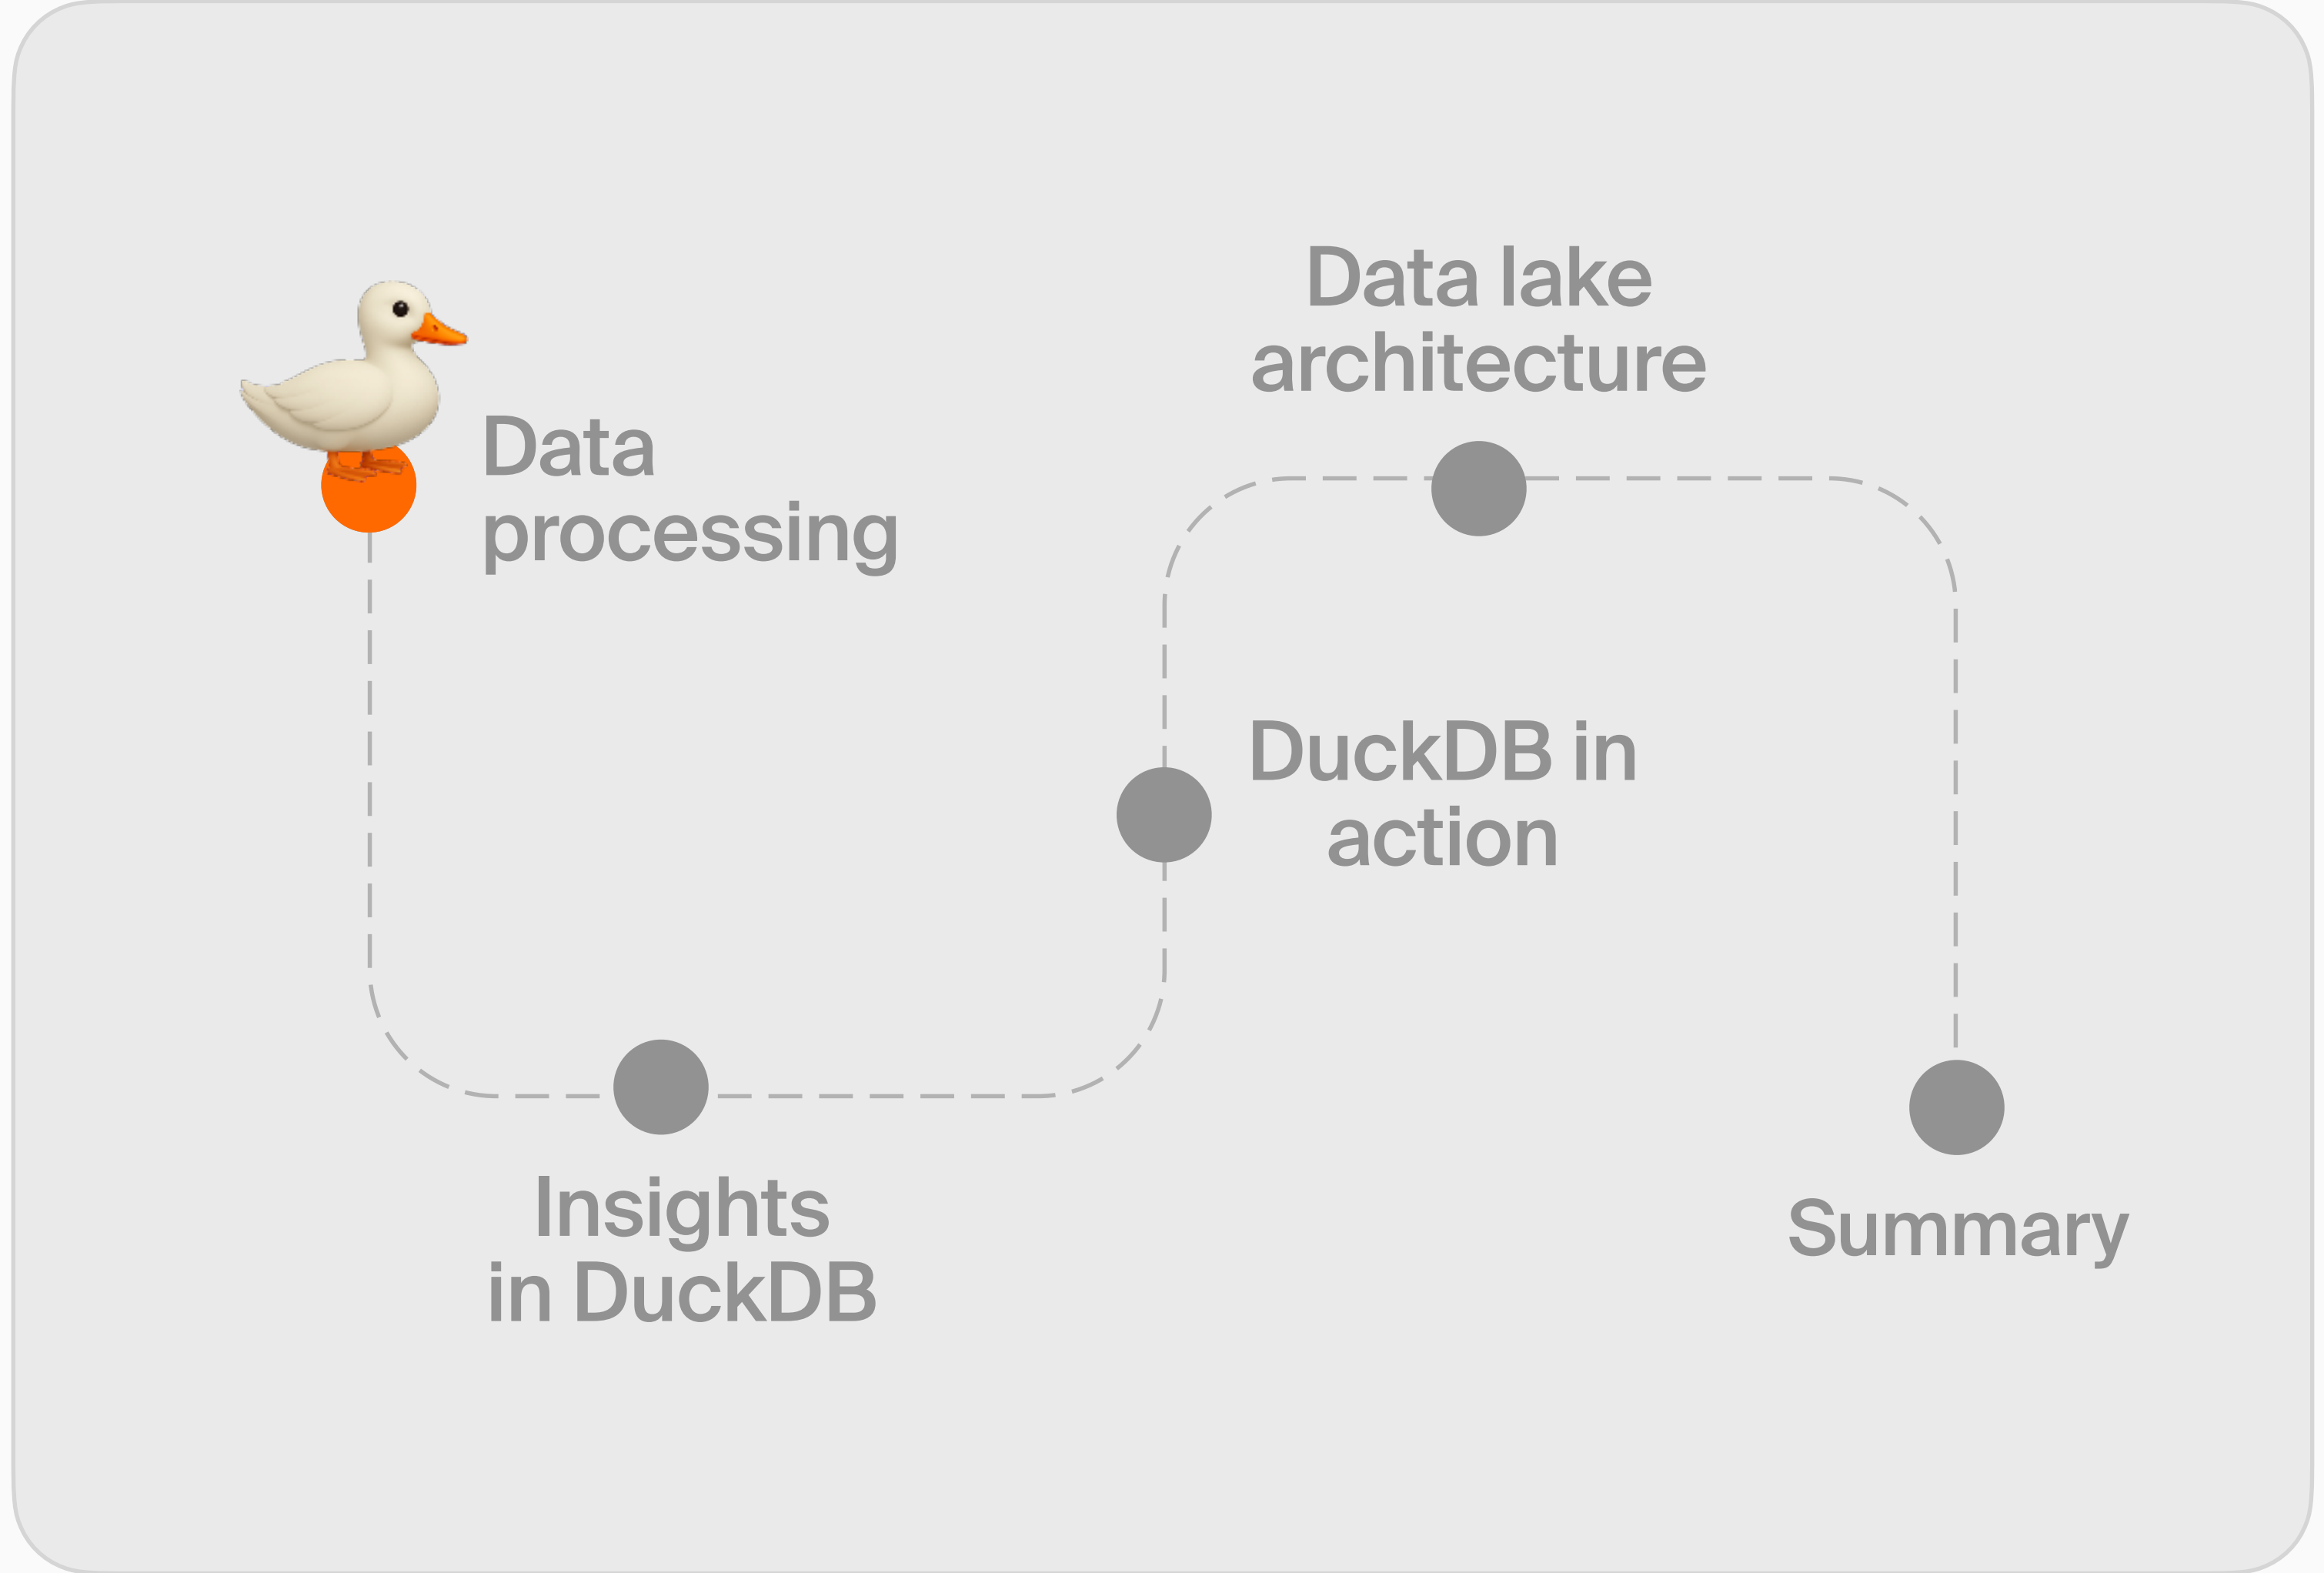 Data
processing
Insights
in DuckDB
DuckDB in
action
Data lake
architecture
Summary